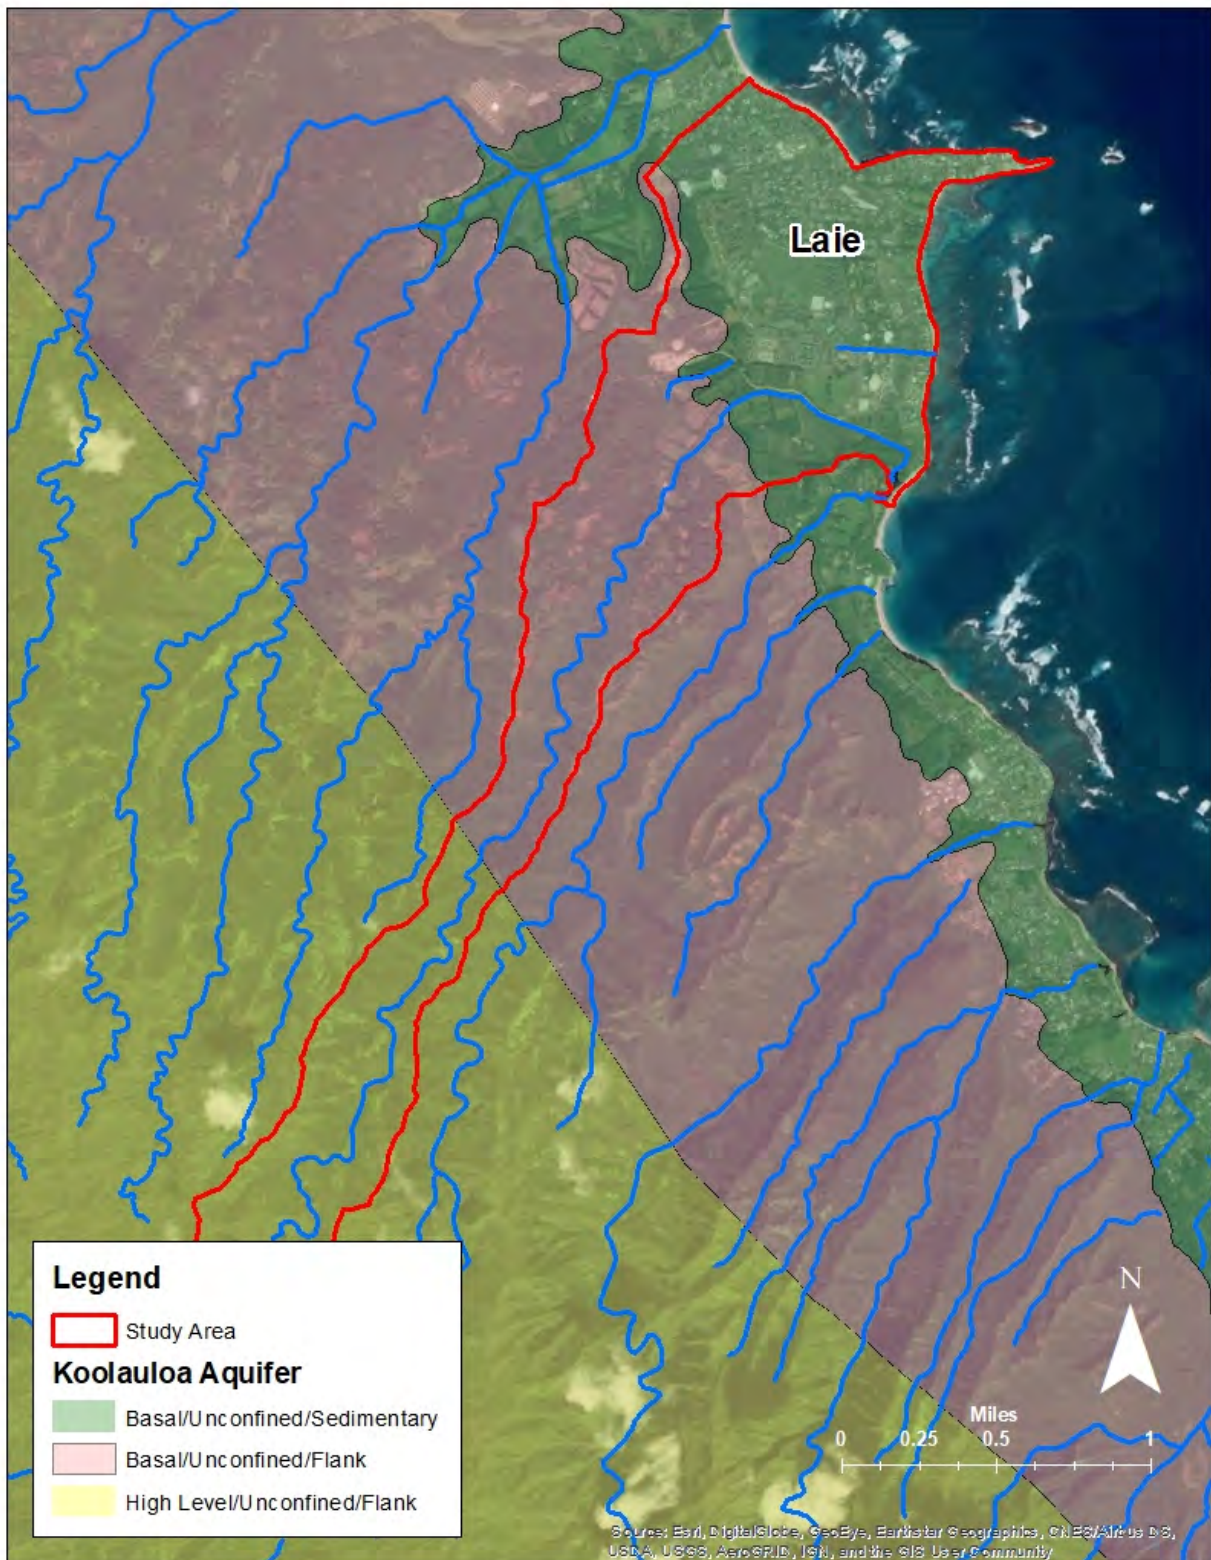 Laie
N
Miles
0 0.25 0.5 1
Legend
Study Area
Koolauloa Aquifer
Basal/Unconfined/Sedimentary
Basal/Unconfined/Flank
High Level/Unconfined/Flank
Source: Esri, DigitalGlobe, GeoEye, Earthstar Geographics, CNES/Airbus DS,
USDA, USGS, AeroGRID, IGN, and the GIS User Community